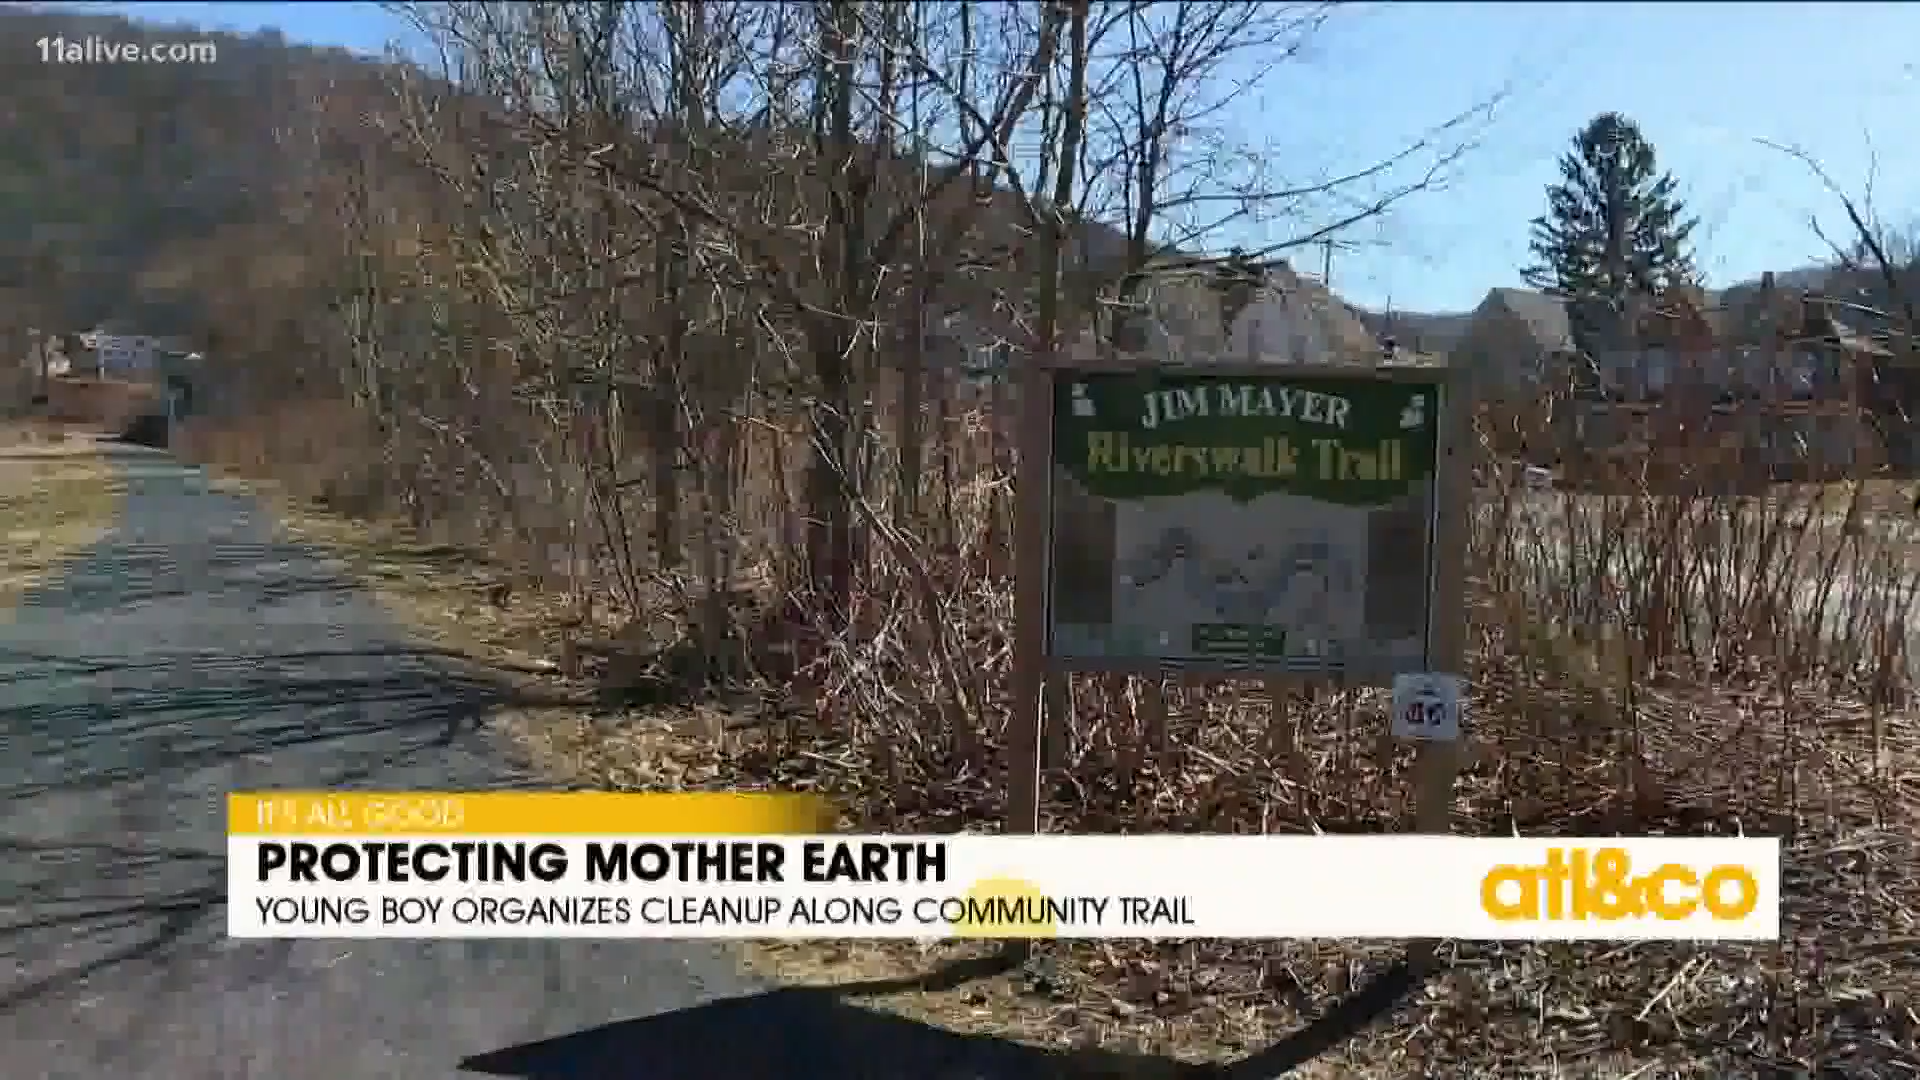 11alive.com
JIM MAYER
Riverswalk Trail
IT'S ALL GOOD
PROTECTING MOTHER EARTH
YOUNG BOY ORGANIZES CLEANUP ALONG COMMUNITY TRAIL
atl&co